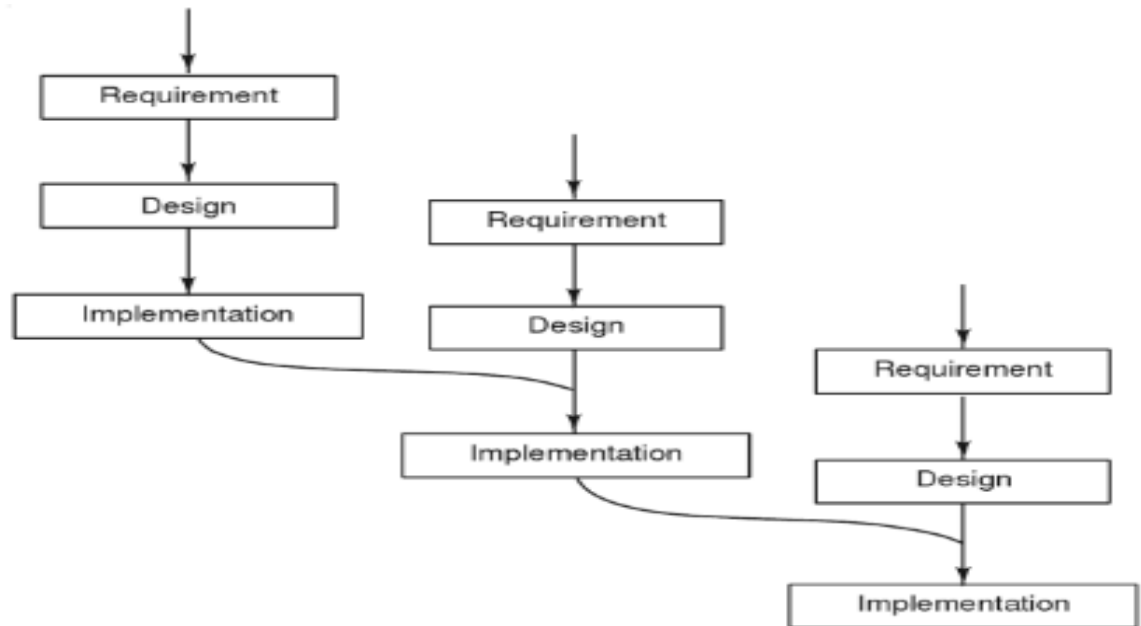 Requirement
Design
Implementation
Requirement
Design
Implementation
Requirement
Design
Implementation